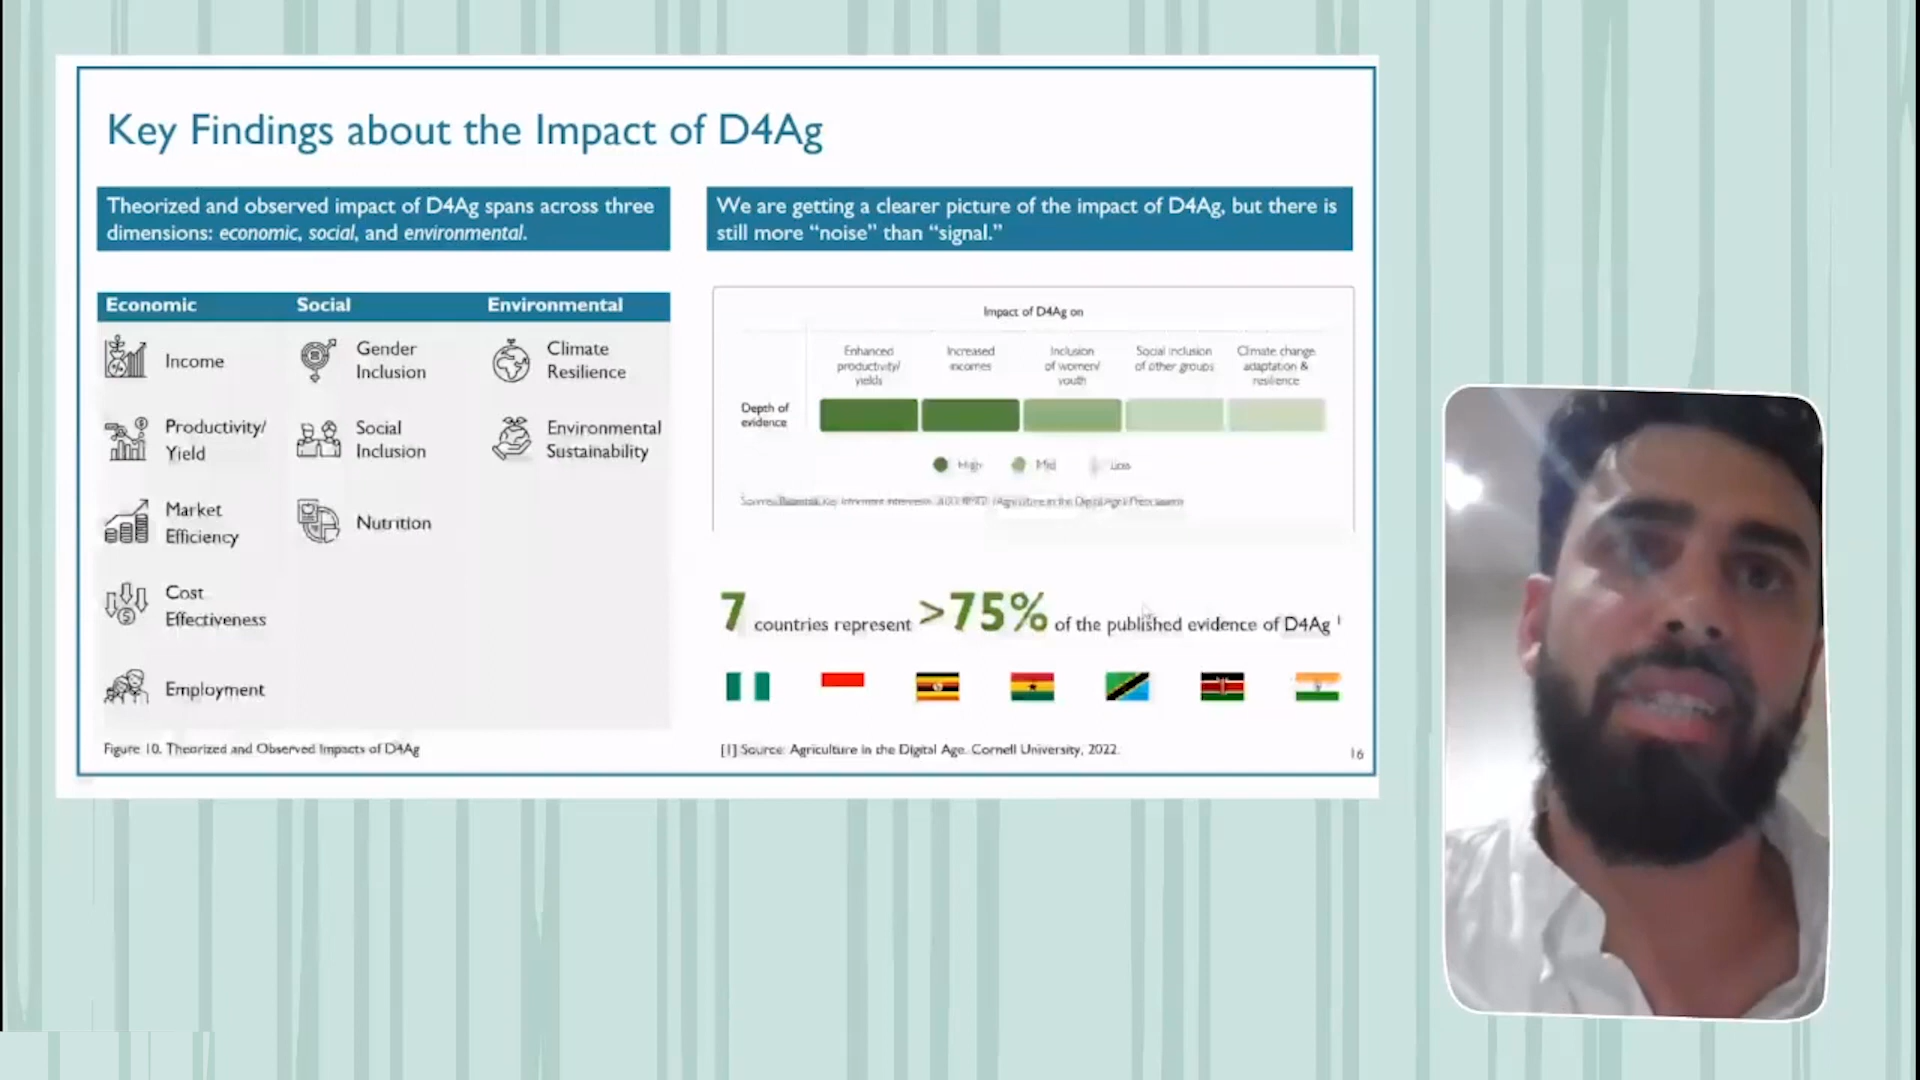 Key Findings about the Impact of D4Ag
Theorized and observed impact of D4Ag spans across three
dimensions: economic, social, and environmental.
Economic Social Environmental
Income
Gender
Inclusion
Climate
Resilience
Productivity/
Yield
Social
Inclusion
Environmental
Sustainability
Market
Efficiency
Nutrition
Cost
Effectiveness
Employment
Figure 10. Theorized and Observed Impacts of D4Ag
We are getting a clearer picture of the impact of D4Ag, but there is
still more “noise” than “signal.”
Impact of D4Ag on
Enhanced
productivity/
yields
Increased
incomes
Inclusion
of women/
youth
Social inclusion
of other groups
Climate change
adaptation &
resilience
Depth of
evidence
High Mid Low
7 countries represent >75% of the published evidence of D4Ag 1
[1] Source: Agriculture in the Digital Age. Cornell University, 2022.
16